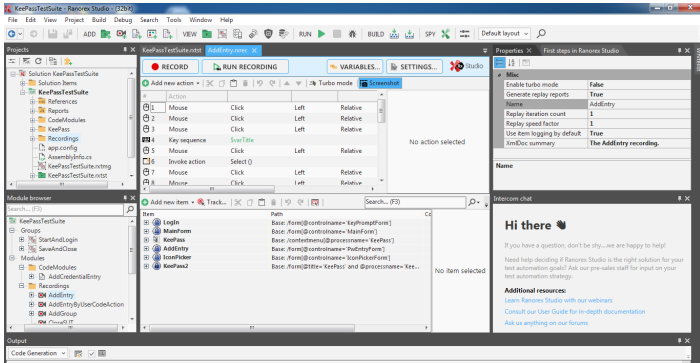 KeePassTestSuite - Ranorex Studio - (32bit)
File Edit View Project Build Debug Search Tools Window Help
ADD VIEW RUN BUILD SPY Default layout
Projects
Solution KeePassTestSuite
Solution Items
KeePassTestSuite
References
Reports
CodeModules
KeePass
Recordings
app.config
AssemblyInfo.cs
KeePassTestSuite.rxtmg
KeePassTestSuite.rxtst
Module browser
Search... (F3)
KeePassTestSuite
Groups
StartAndLogin
SaveAndClose
Modules
CodeModules
AddCredentialEntry
Recordings
AddEntry
AddEntryByUserCodeAction
AddGroup
CloseSUT
KeePassTestSuite.rxtst AddEntry.rxrec
RECORD RUN RECORDING VARIABLES... SETTINGS... Studio
Add new action Turbo mode Screenshot
# Action
1 Mouse Click Left Relative
2 Mouse Click Left Relative
3 Mouse Click Left Relative
4 Key sequence $varTitle
5 Mouse Click Left Relative
6 Invoke action Select ()
7 Mouse Click Left Relative
8 Mouse Click Left Relative
No action selected
Add new item Track... Search... (F3)
Item Path Co
LogIn Base: /form[@controlname='KeyPromptForm']
MainForm Base: /form[@controlname='MainForm']
KeePass Base: /contextmenu[@processname='KeePass']
AddEntry Base: /form[@controlname='PwEntryForm']
IconPicker Base: /form[@controlname='IconPickerForm']
KeePass2 Base: /form[@title='KeePass' and @processname='Kee...
No item selected
Properties First steps in Ranorex Studio
Misc
Enable turbo mode False
Generate replay reports True
Name AddEntry
Replay iteration count 1
Replay speed factor 1
Use item logging by default True
XmlDoc summary The AddEntry recording.
Name
Intercom chat
Hi there 👋
If you have a question, don't be shy...we are happy to help!
Need help deciding if Ranorex Studio is the right solution for your
test automation goals? Ask our pre-sales staff for input on your
test automation strategy.
Additional resources:
Learn Ranorex Studio with our webinars
Consult our User Guide for in-depth documentation
Ask us anything on our forums
Output
Code Generation